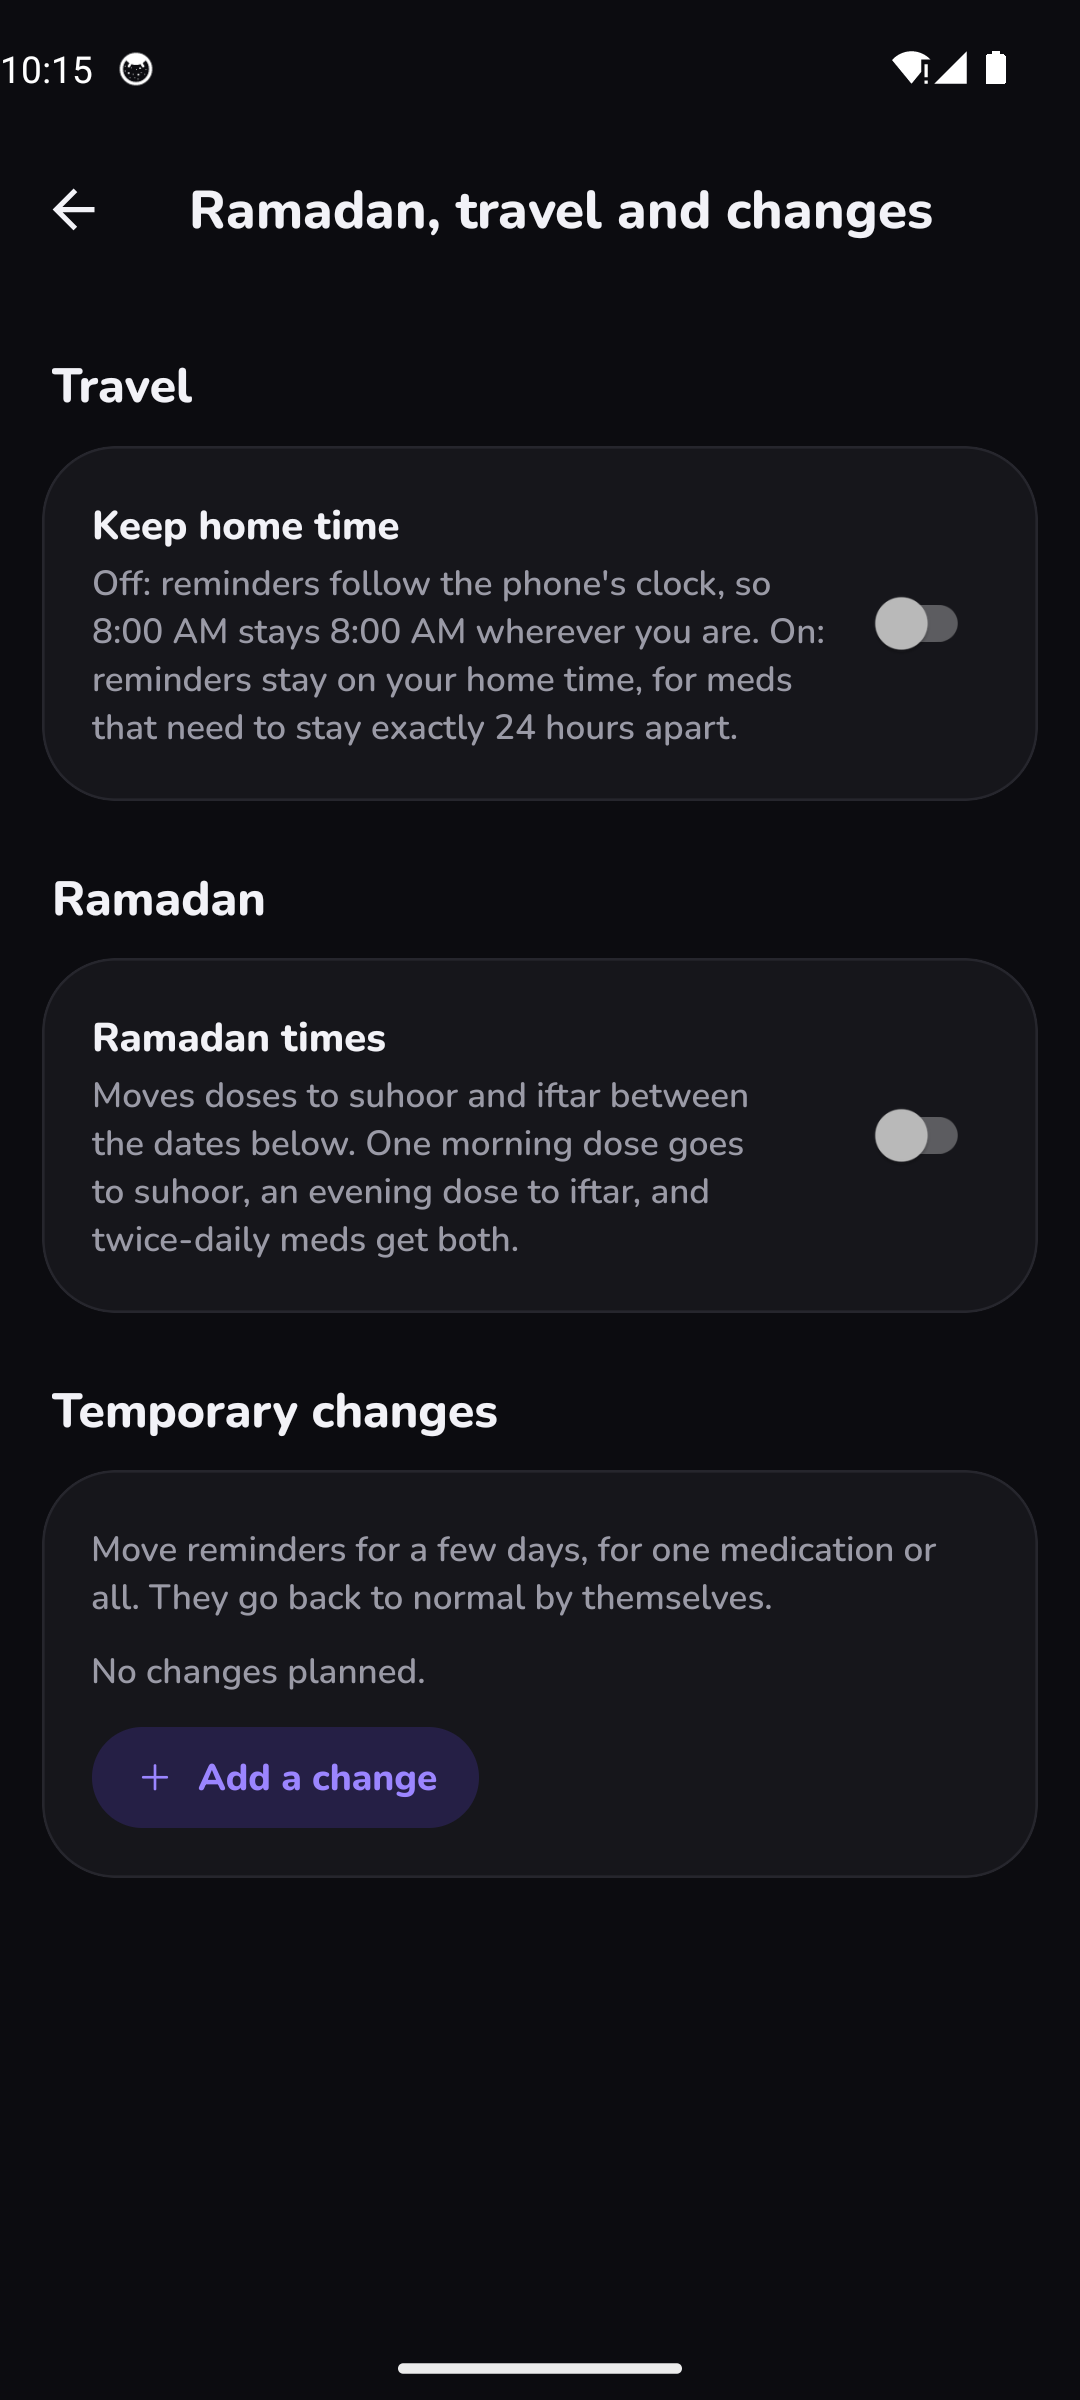 10:15
Ramadan, travel and changes
Travel
Keep home time
Off: reminders follow the phone's clock, so
8:00 AM stays 8:00 AM wherever you are. On:
reminders stay on your home time, for meds
that need to stay exactly 24 hours apart.
Ramadan
Ramadan times
Moves doses to suhoor and iftar between
the dates below. One morning dose goes
to suhoor, an evening dose to iftar, and
twice-daily meds get both.
Temporary changes
Move reminders for a few days, for one medication or
all. They go back to normal by themselves.
No changes planned.
+ Add a change